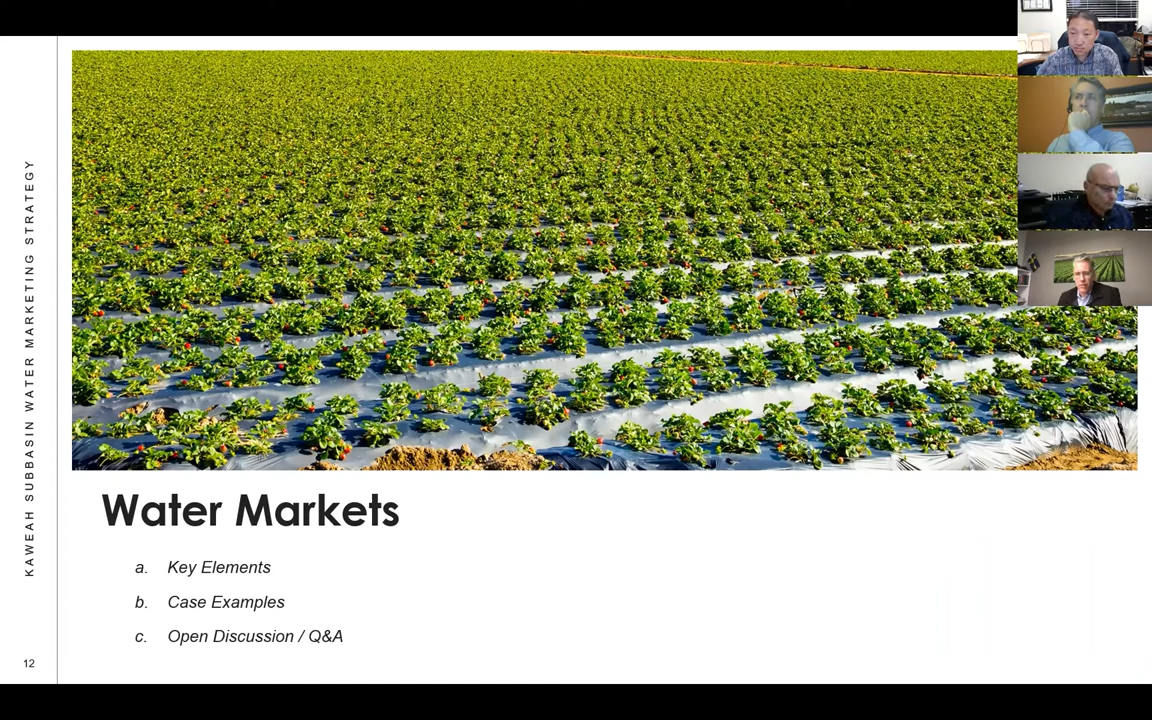 KAWEAH SUBBASIN WATER MARKETING STRATEGY
Water Markets
a. Key Elements
b. Case Examples
c. Open Discussion / Q&A
12